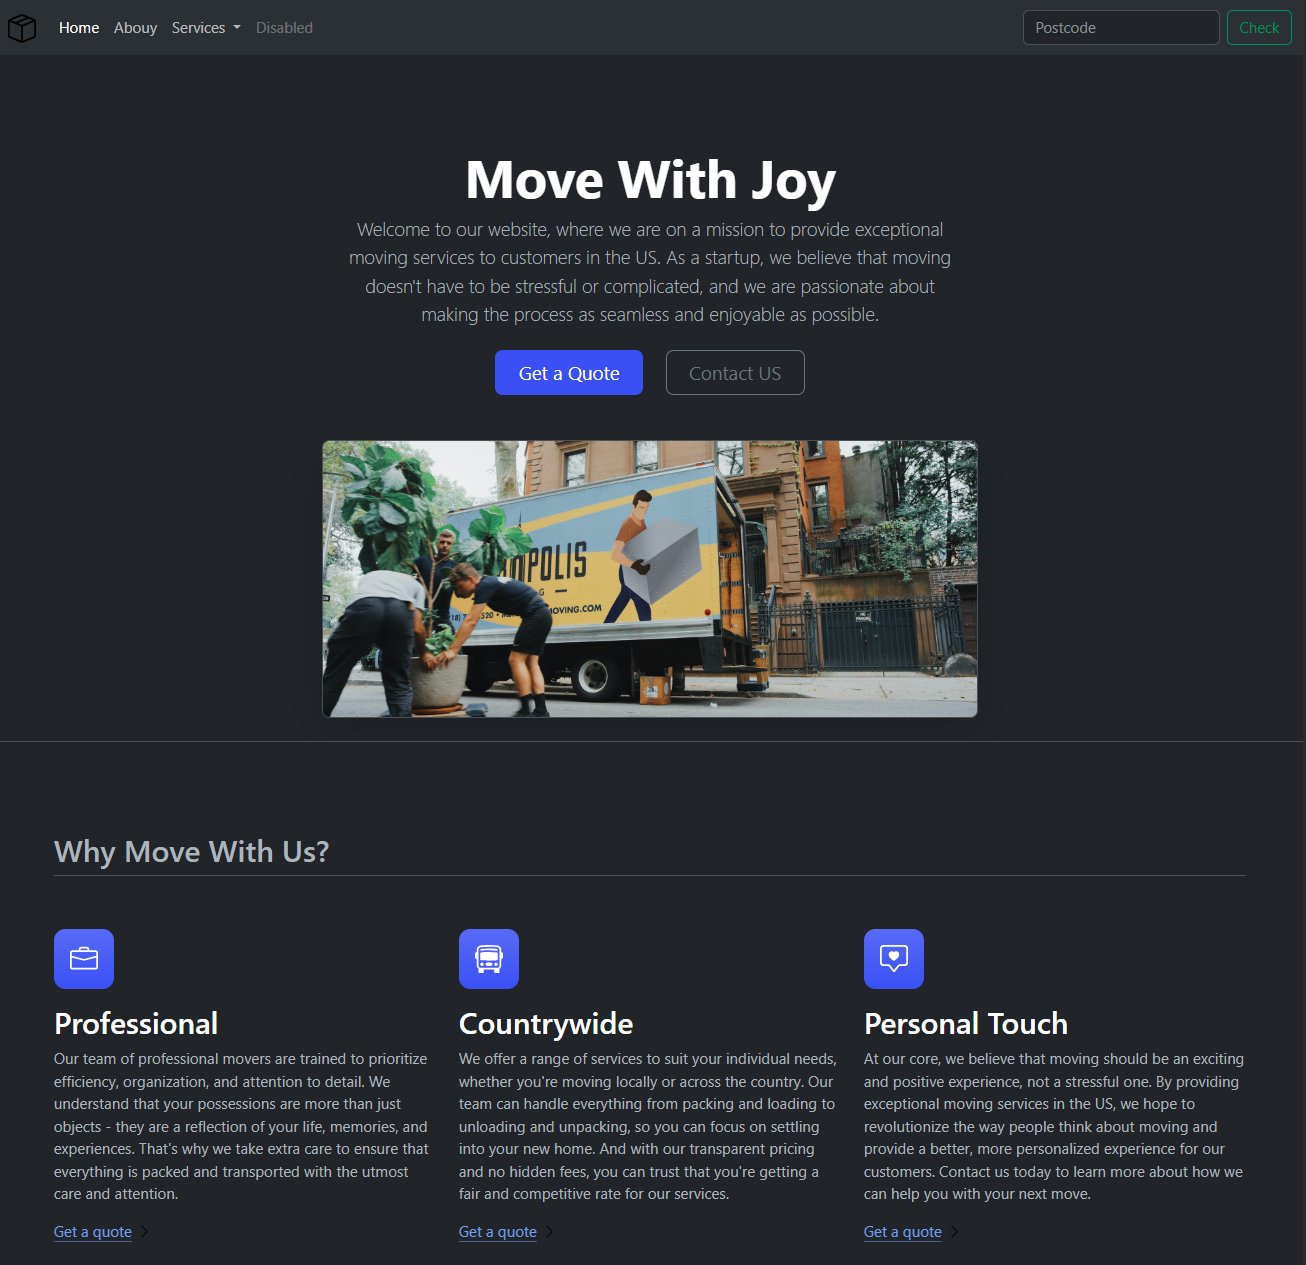 Home Abouy Services Disabled Postcode Check
Move With Joy
Welcome to our website, where we are on a mission to provide exceptional
moving services to customers in the US. As a startup, we believe that moving
doesn't have to be stressful or complicated, and we are passionate about
making the process as seamless and enjoyable as possible.
Get a Quote Contact US
MOVING.COM
Why Move With Us?
Professional
Our team of professional movers are trained to prioritize
efficiency, organization, and attention to detail. We
understand that your possessions are more than just
objects - they are a reflection of your life, memories, and
experiences. That's why we take extra care to ensure that
everything is packed and transported with the utmost
care and attention.
Get a quote
Countrywide
We offer a range of services to suit your individual needs,
whether you're moving locally or across the country. Our
team can handle everything from packing and loading to
unloading and unpacking, so you can focus on settling
into your new home. And with our transparent pricing
and no hidden fees, you can trust that you're getting a
fair and competitive rate for our services.
Get a quote
Personal Touch
At our core, we believe that moving should be an exciting
and positive experience, not a stressful one. By providing
exceptional moving services in the US, we hope to
revolutionize the way people think about moving and
provide a better, more personalized experience for our
customers. Contact us today to learn more about how we
can help you with your next move.
Get a quote